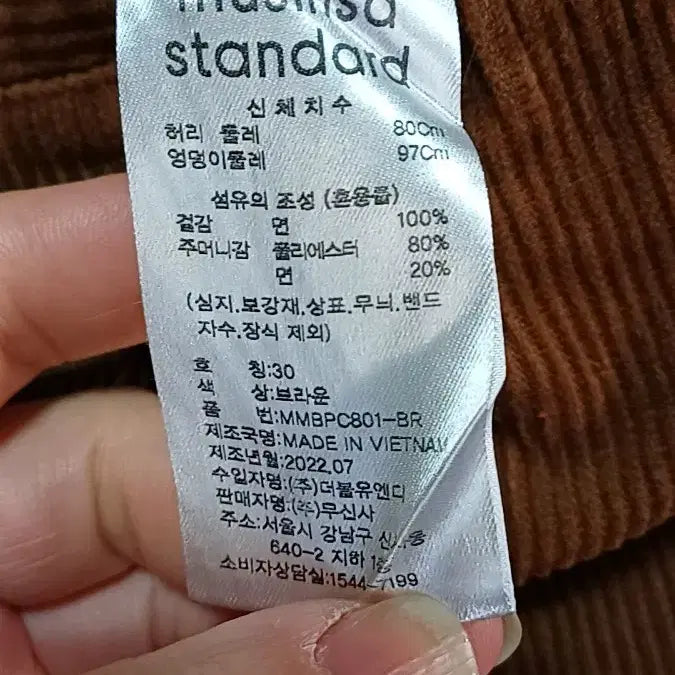 musinsa
standard
신체치수
허리 둘레 80Cm
엉덩이둘레 97Cm
섬유의 조성 (혼용률)
겉감 면 100%
주머니감 폴리에스터 80%
면 20%
(심지.보강재.상표.무늬.밴드
자수.장식 제외)
호 칭:30
색 상:브라운
품 번:MMBPC801-BR
제조국명:MADE IN VIETNAM
제조년월:2022.07
수입자명:(주)더블유엔디
판매자명:(주)무신사
주소:서울시 강남구
640-2 지하
소비자상담실:1544-7199